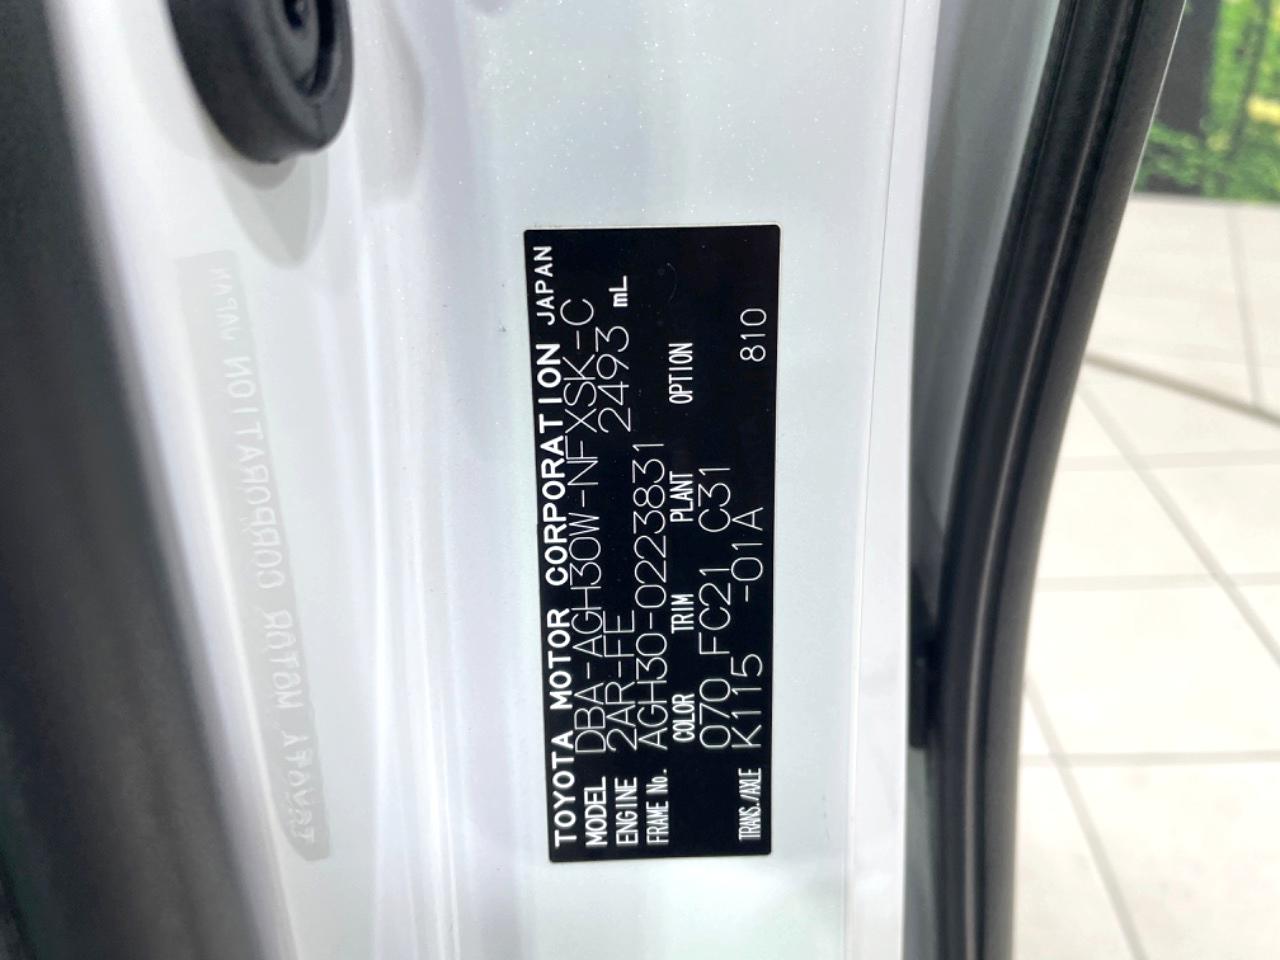 TOYOTA MOTOR CORPORATION JAPAN
MODEL DBA-AGH30W-NFXSK-C
ENGINE 2AR-FE 2493 mL
FRAME No. AGH30-0223831
COLOR TRIM PLANT OPTION
070 FC21 C31
TRANS./AXLE K115 -01A 810